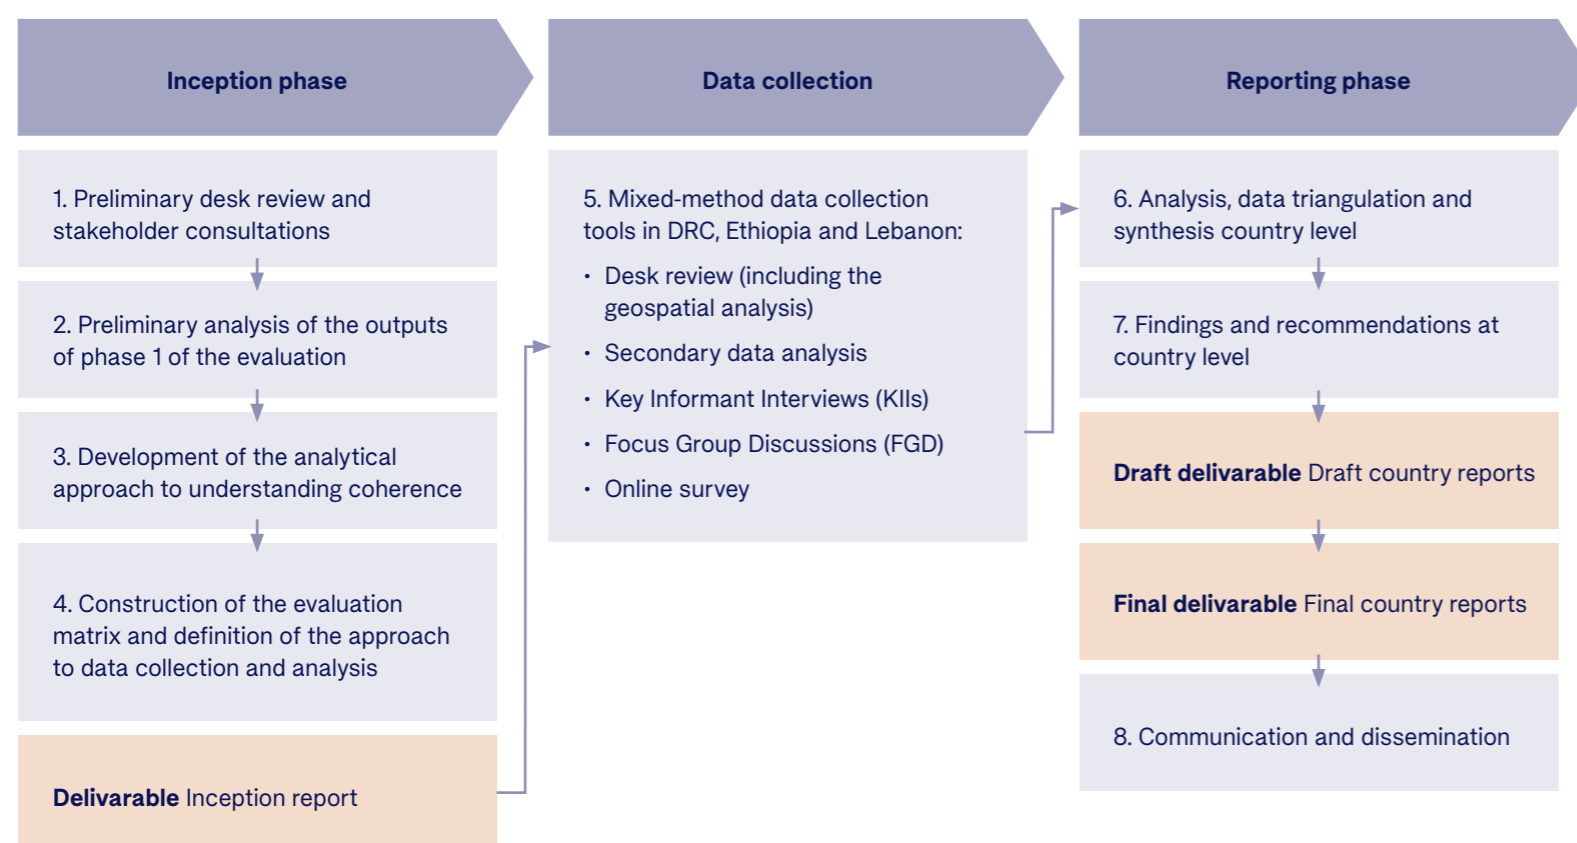 Inception phase
1. Preliminary desk review and
stakeholder consultations
2. Preliminary analysis of the outputs
of phase 1 of the evaluation
3. Development of the analytical
approach to understanding coherence
4. Construction of the evaluation
matrix and definition of the approach
to data collection and analysis
Delivarable Inception report
Data collection
5. Mixed-method data collection
tools in DRC, Ethiopia and Lebanon:
• Desk review (including the
geospatial analysis)
• Secondary data analysis
• Key Informant Interviews (KIIs)
• Focus Group Discussions (FGD)
• Online survey
Reporting phase
6. Analysis, data triangulation and
synthesis country level
7. Findings and recommendations at
country level
Draft delivarable Draft country reports
Final delivarable Final country reports
8. Communication and dissemination